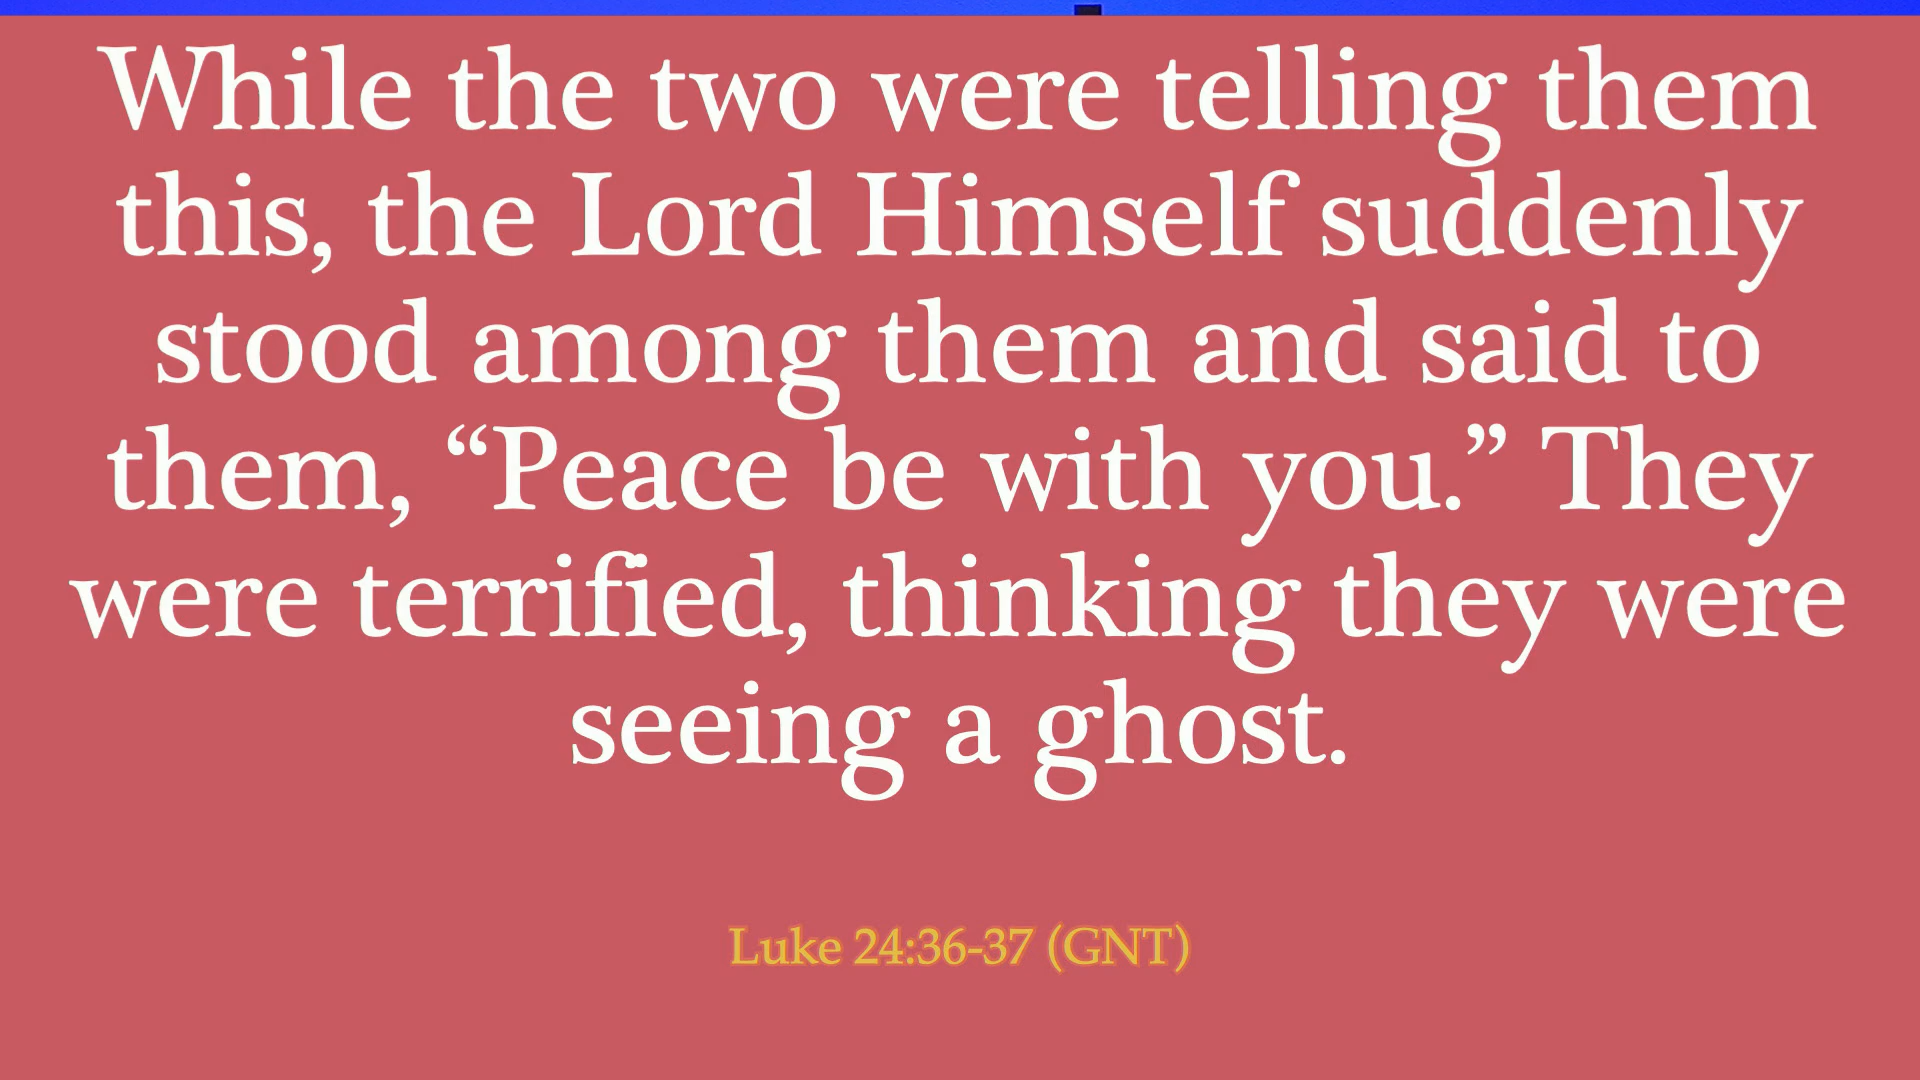 While the two were telling them
this, the Lord Himself suddenly
stood among them and said to
them, “Peace be with you.” They
were terrified, thinking they were
seeing a ghost.
Luke 24:36-37 (GNT)